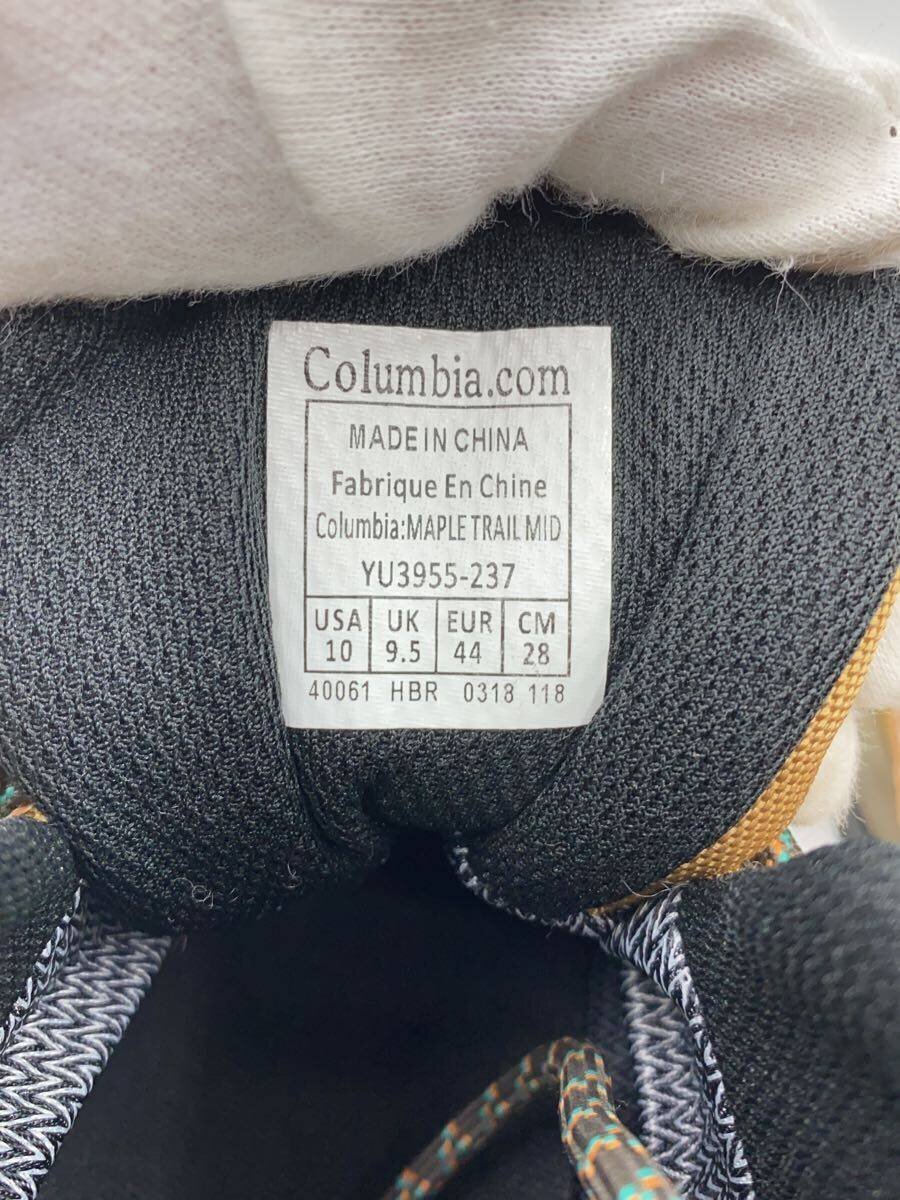 Columbia.com
MADE IN CHINA
Fabrique En Chine
Columbia:MAPLE TRAIL MID
YU3955-237
USA UK EUR CM
10 9.5 44 28
40061 HBR 0318 118